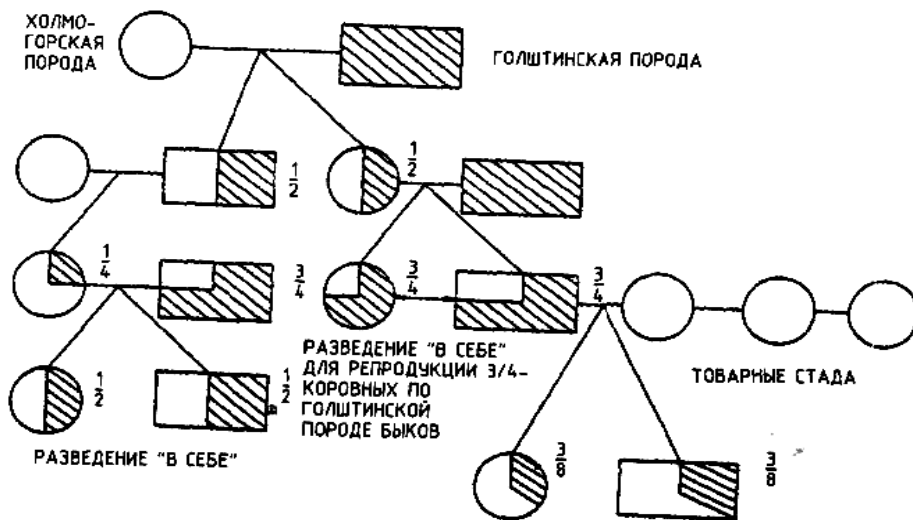 ХОЛМО-
ГОРСКАЯ
ПОРОДА
ГОЛШТИНСКАЯ ПОРОДА
1/2
1/2
1/4
3/4
3/4
3/4
1/2
1/2
РАЗВЕДЕНИЕ "В СЕБЕ"
ДЛЯ РЕПРОДУКЦИИ 3/4-
КОРОВНЫХ ПО
ГОЛШТИНСКОЙ
ПОРОДЕ БЫКОВ
ТОВАРНЫЕ СТАДА
РАЗВЕДЕНИЕ "В СЕБЕ"
3/8
3/8